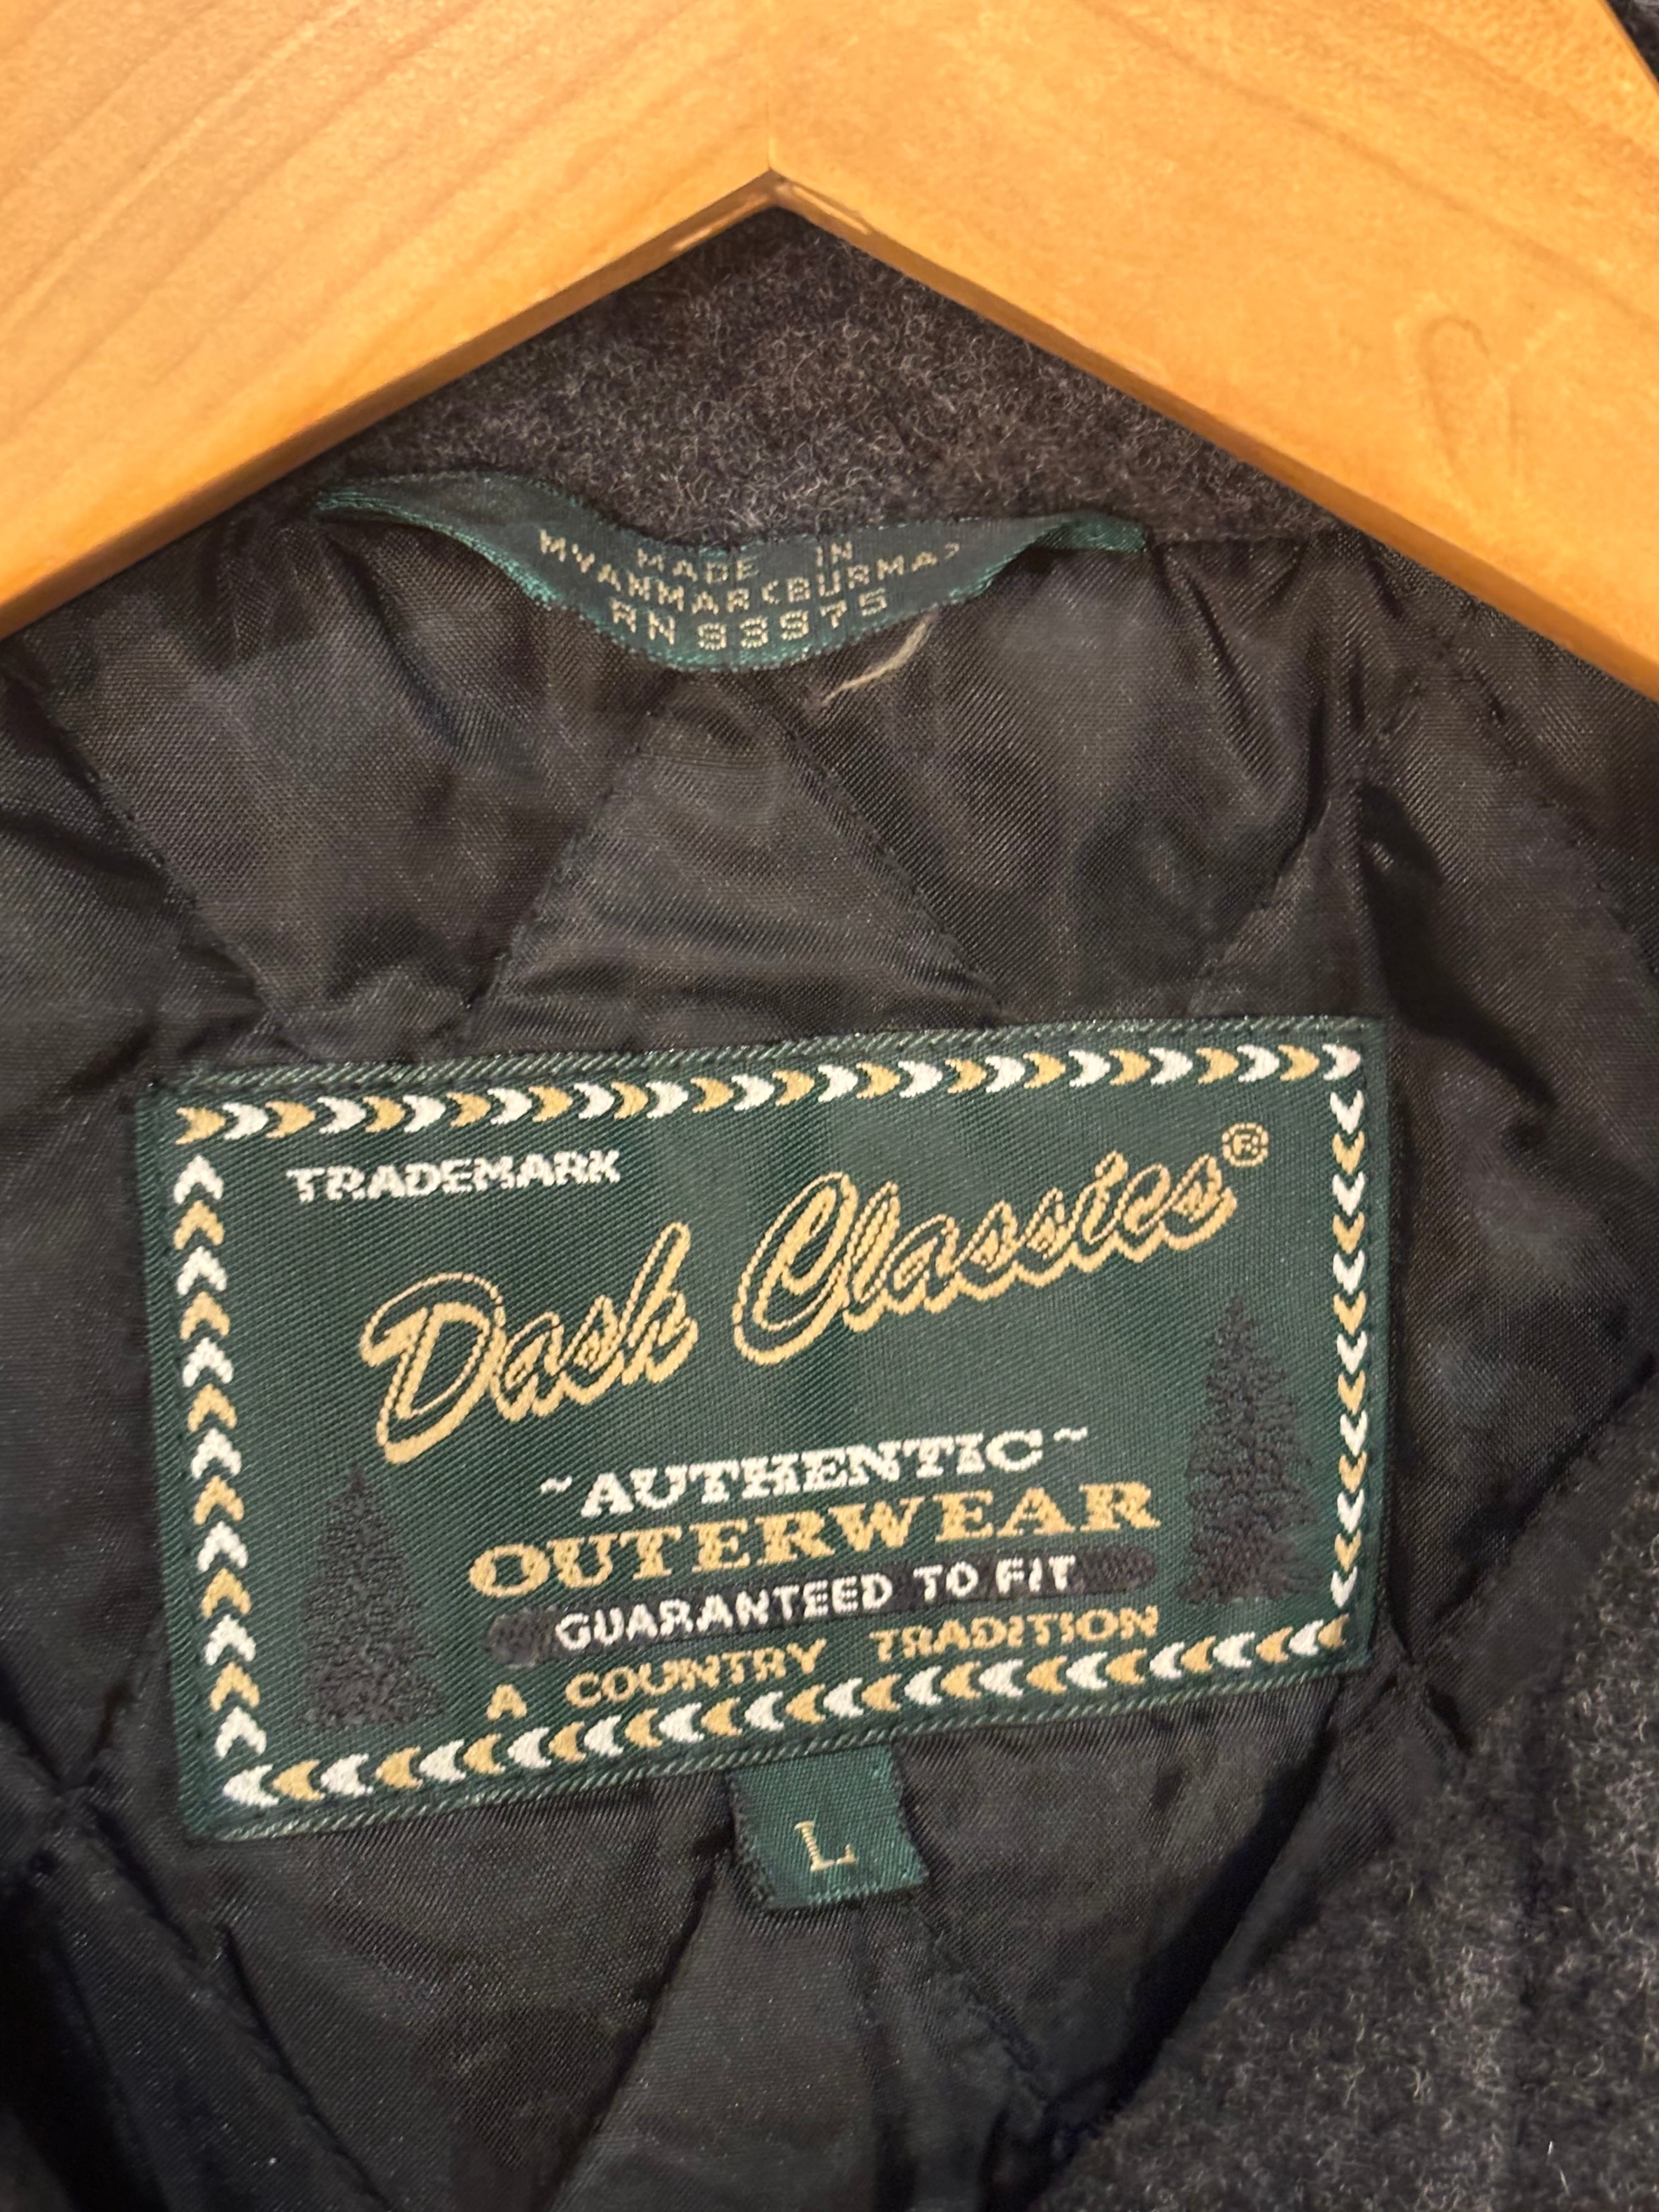 MADE IN
MYANMAR(BURMA)
RN 93975
TRADEMARK
Dash Classics®
~AUTHENTIC~
OUTERWEAR
GUARANTEED TO FIT
A COUNTRY TRADITION
L